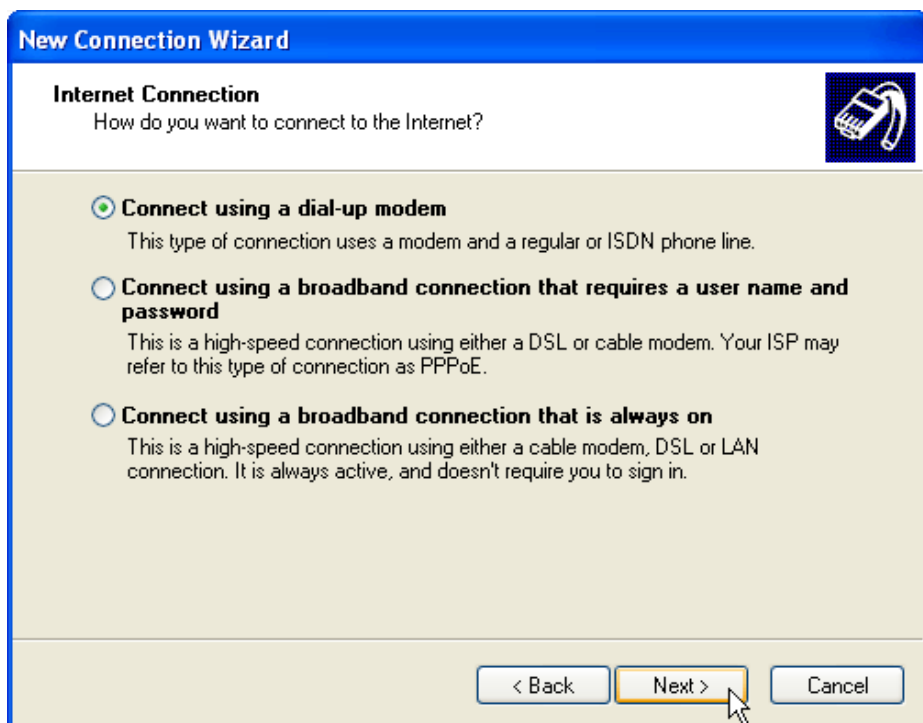 New Connection Wizard
Internet Connection
How do you want to connect to the Internet?
Connect using a dial-up modem
This type of connection uses a modem and a regular or ISDN phone line.
Connect using a broadband connection that requires a user name and
password
This is a high-speed connection using either a DSL or cable modem. Your ISP may
refer to this type of connection as PPPoE.
Connect using a broadband connection that is always on
This is a high-speed connection using either a cable modem, DSL or LAN
connection. It is always active, and doesn't require you to sign in.
< Back Next > Cancel